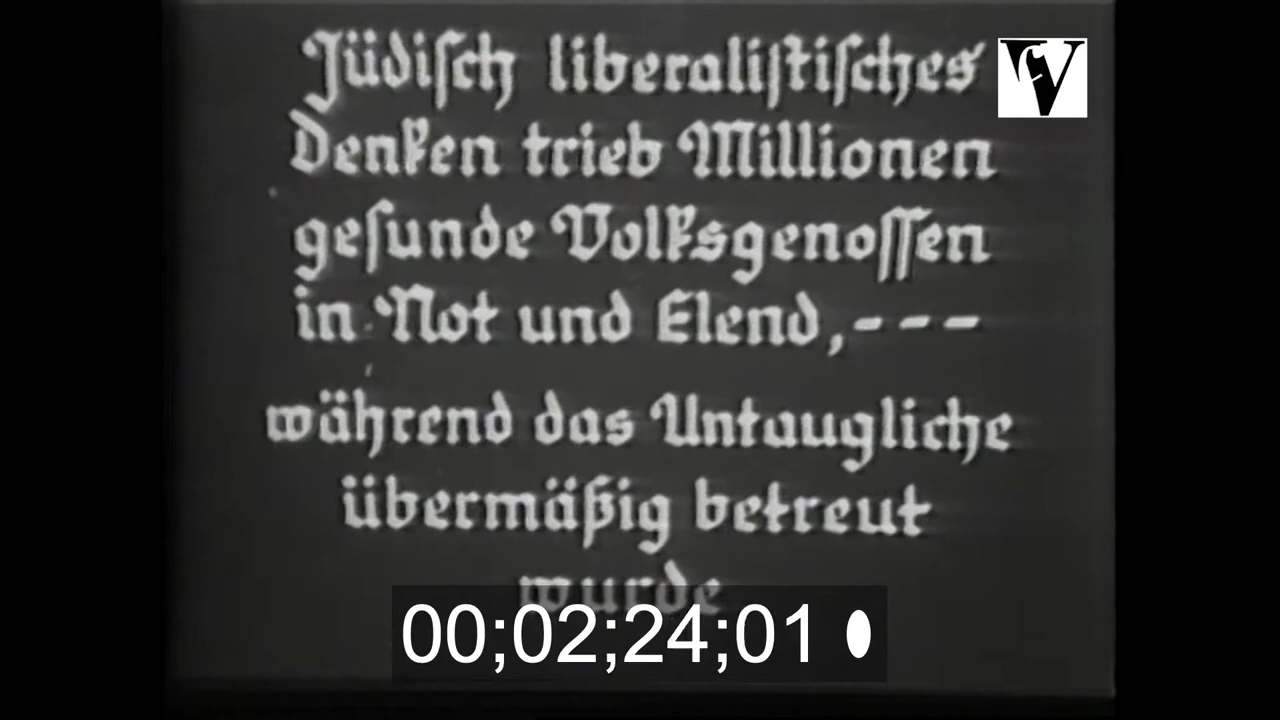 Jüdisch liberalistisches
Denken trieb Millionen
gesunde Volksgenossen
in Not und Elend,---
während das Untaugliche
übermäßig betreut
wurde
00;02;24;01